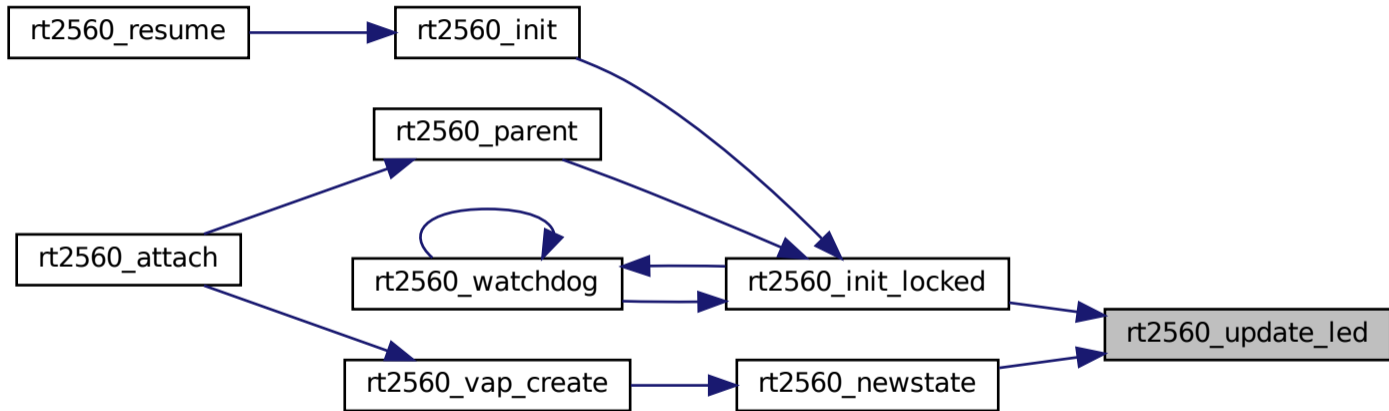 rt2560_resume
rt2560_init
rt2560_parent
rt2560_attach
rt2560_watchdog
rt2560_init_locked
rt2560_update_led
rt2560_vap_create
rt2560_newstate